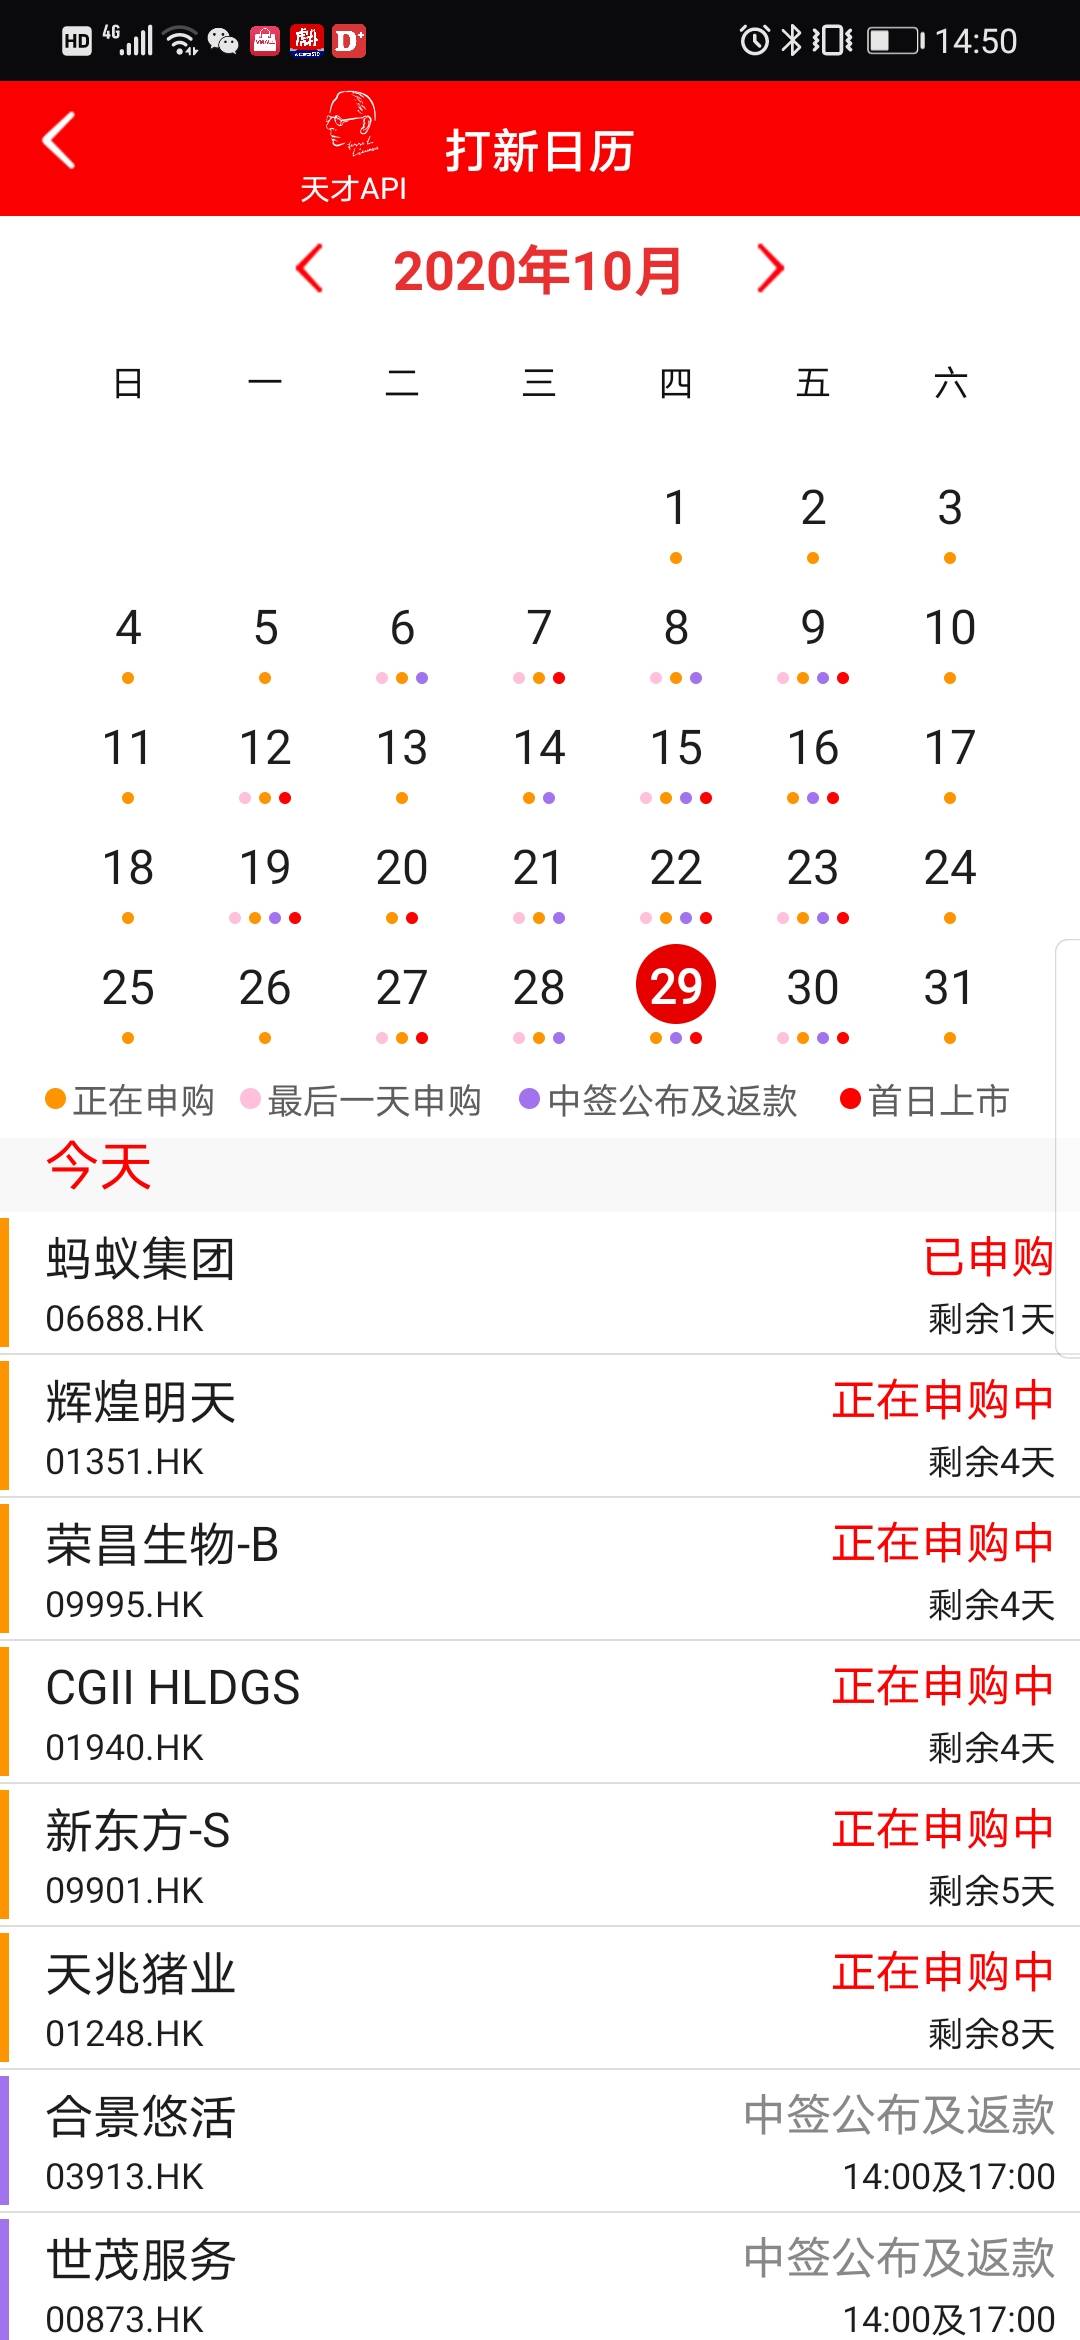 HD 4G 14:50
天才API
打新日历
2020年10月
日 一 二 三 四 五 六
1 2 3
4 5 6 7 8 9 10
11 12 13 14 15 16 17
18 19 20 21 22 23 24
25 26 27 28 29 30 31
正在申购 最后一天申购 中签公布及返款 首日上市
今天
蚂蚁集团 已申购
06688.HK 剩余1天
辉煌明天 正在申购中
01351.HK 剩余4天
荣昌生物-B 正在申购中
09995.HK 剩余4天
CGII HLDGS 正在申购中
01940.HK 剩余4天
新东方-S 正在申购中
09901.HK 剩余5天
天兆猪业 正在申购中
01248.HK 剩余8天
合景悠活 中签公布及返款
03913.HK 14:00及17:00
世茂服务 中签公布及返款
00873.HK 14:00及17:00